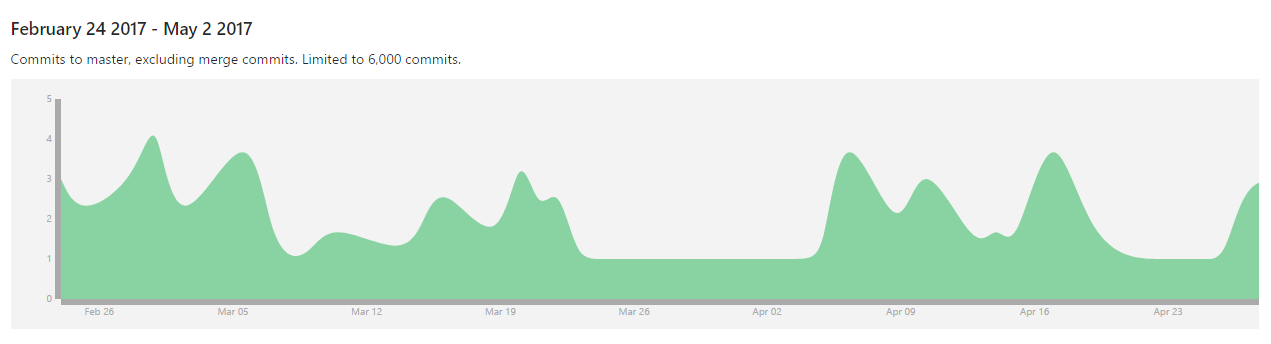 February 24 2017 - May 2 2017
Commits to master, excluding merge commits. Limited to 6,000 commits.
5
4
3
2
1
0
Feb 26 Mar 05 Mar 12 Mar 19 Mar 26 Apr 02 Apr 09 Apr 16 Apr 23